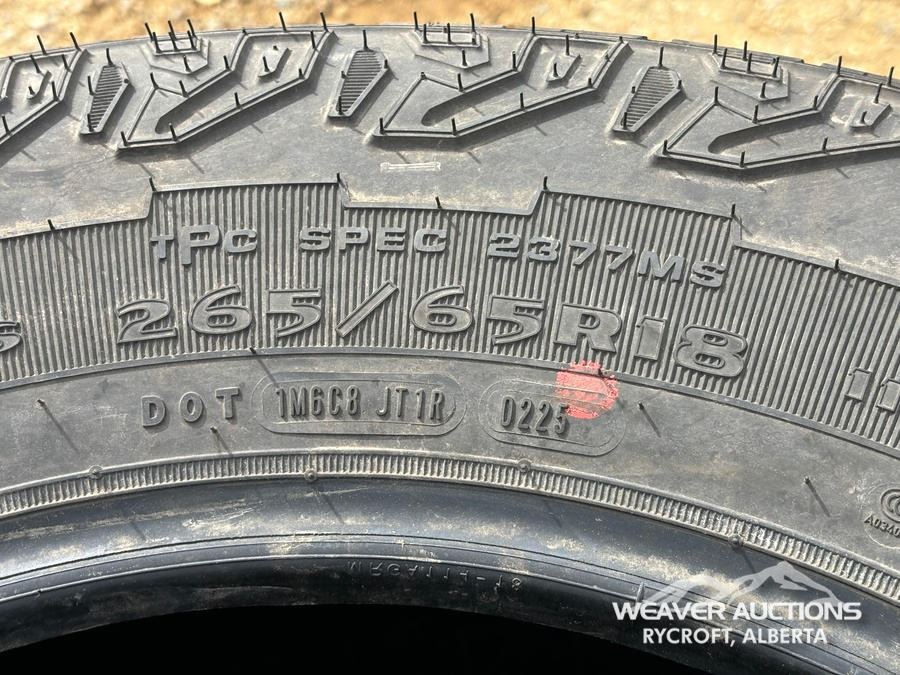 TPC SPEC 2377MS
265/65R18
DOT 1M6C8 JT1R 0225
WEAVER AUCTIONS
RYCROFT, ALBERTA